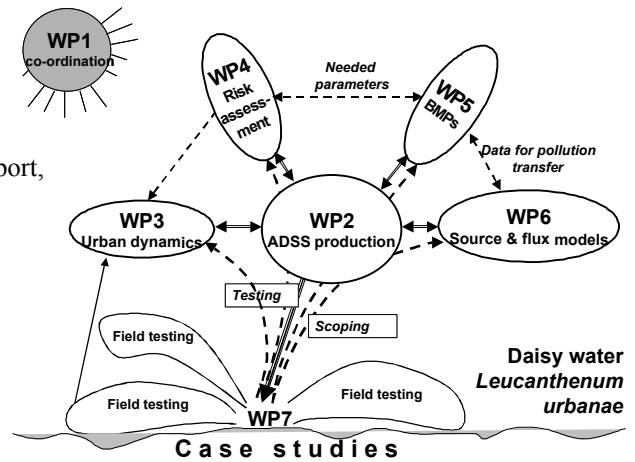 WP1
co-ordination
WP4
Risk
assess-
ment
Needed
parameters
WP5
BMPs
port,
Data for pollution
transfer
WP3
Urban dynamics
WP2
ADSS production
WP6
Source & flux models
Testing
Scoping
Field testing
Field testing
Field testing
WP7
Daisy water
Leucanthenum
urbanae
Case studies